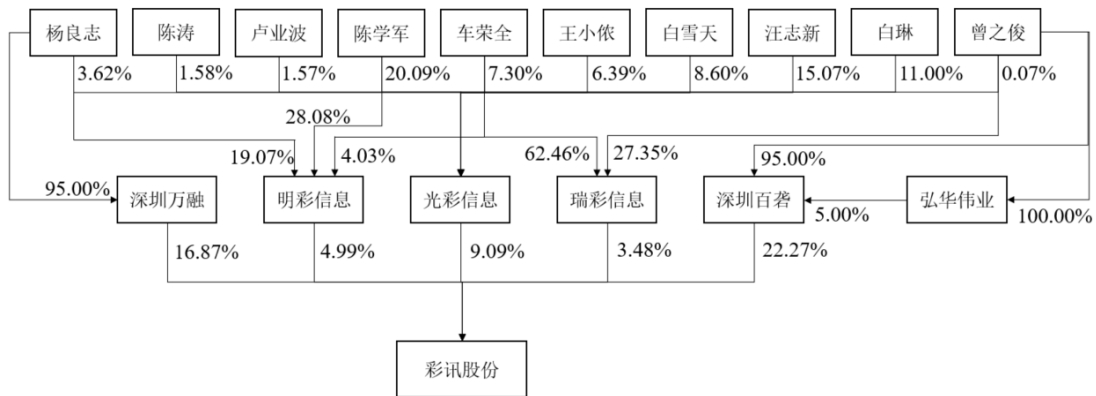 杨良志 陈涛 卢业波 陈学军 车荣全 王小侬 白雪天 汪志新 白琳 曾之俊
3.62% 1.58% 1.57% 20.09% 7.30% 6.39% 8.60% 15.07% 11.00% 0.07%
28.08%
19.07% 4.03% 62.46% 27.35% 95.00%
95.00% 深圳万融 明彩信息 光彩信息 瑞彩信息 深圳百砻 弘华伟业
5.00% 100.00%
16.87% 4.99% 9.09% 3.48% 22.27%
彩讯股份